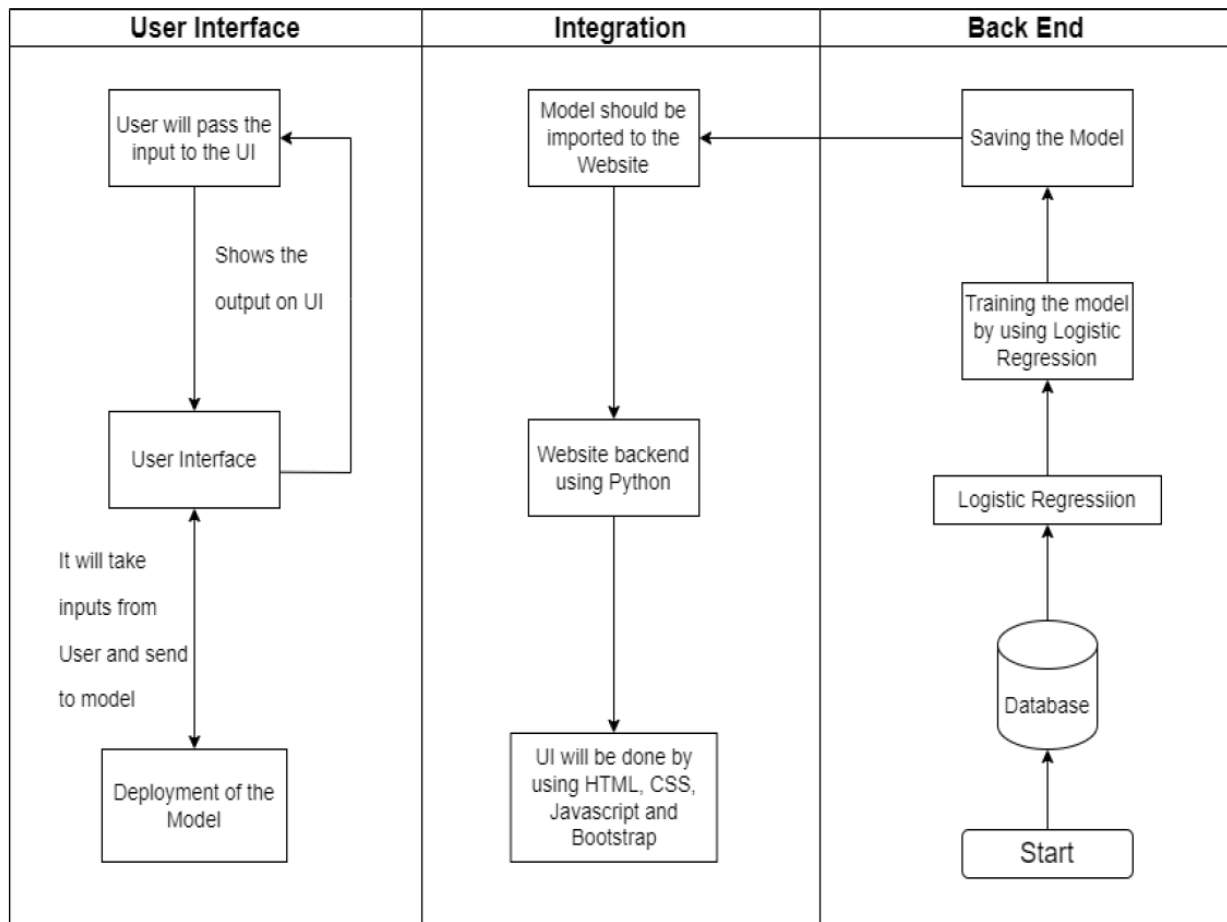 User Interface
Integration
Back End
User will pass the
input to the UI
Shows the
output on UI
User Interface
It will take
inputs from
User and send
to model
Deployment of the
Model
Model should be
imported to the
Website
Website backend
using Python
UI will be done by
using HTML, CSS,
Javascript and
Bootstrap
Saving the Model
Training the model
by using Logistic
Regression
Logistic Regressiion
Database
Start